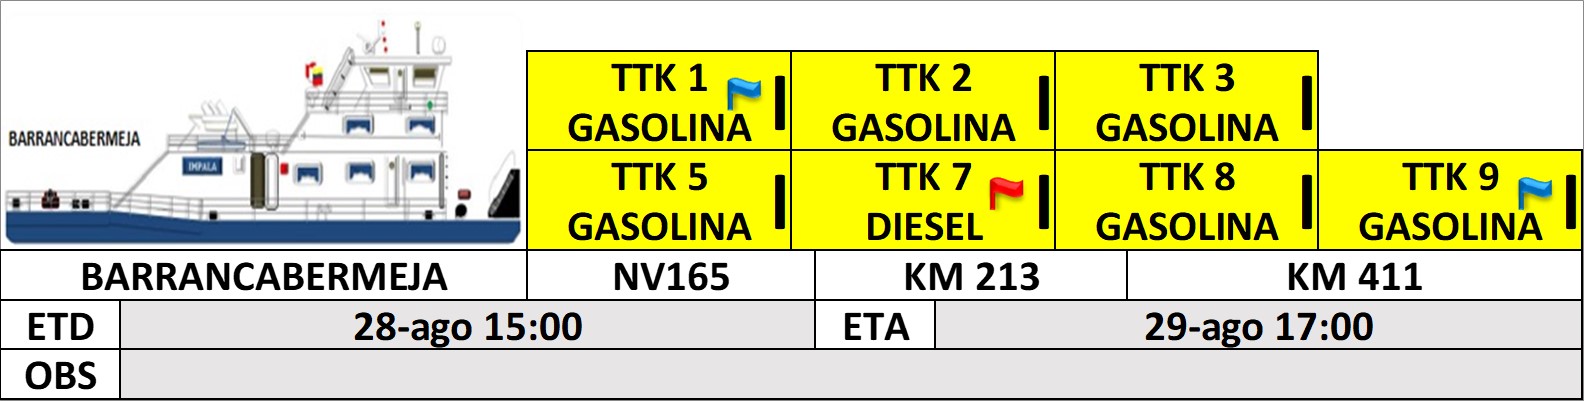 TTK 1
GASOLINA
TTK 2
GASOLINA
TTK 3
GASOLINA
BARRANCABERMEJA
IMPALA
TTK 5
GASOLINA
TTK 7
DIESEL
TTK 8
GASOLINA
TTK 9
GASOLINA
BARRANCABERMEJA NV165 KM 213 KM 411
ETD 28-ago 15:00 ETA 29-ago 17:00
OBS